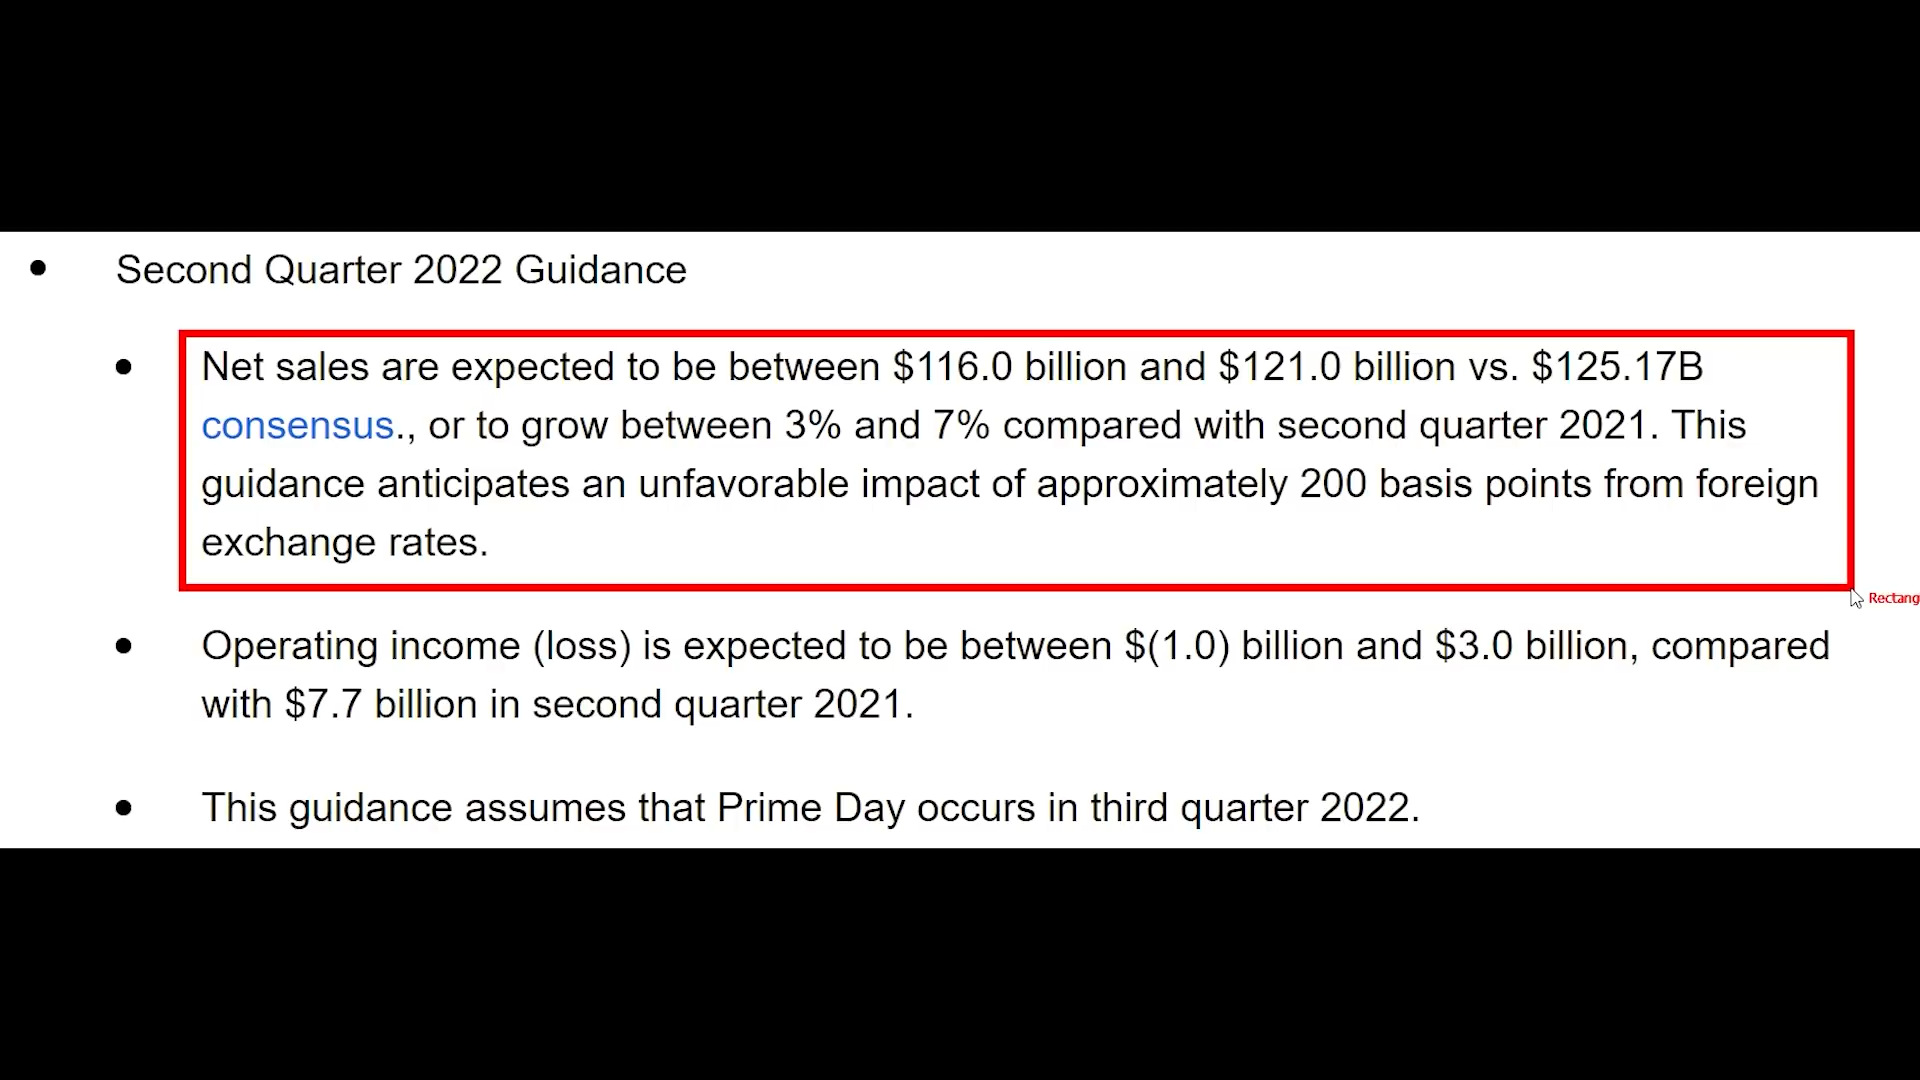 Second Quarter 2022 Guidance
Net sales are expected to be between $116.0 billion and $121.0 billion vs. $125.17B
consensus., or to grow between 3% and 7% compared with second quarter 2021. This
guidance anticipates an unfavorable impact of approximately 200 basis points from foreign
exchange rates.
Rectang
Operating income (loss) is expected to be between $(1.0) billion and $3.0 billion, compared
with $7.7 billion in second quarter 2021.
This guidance assumes that Prime Day occurs in third quarter 2022.